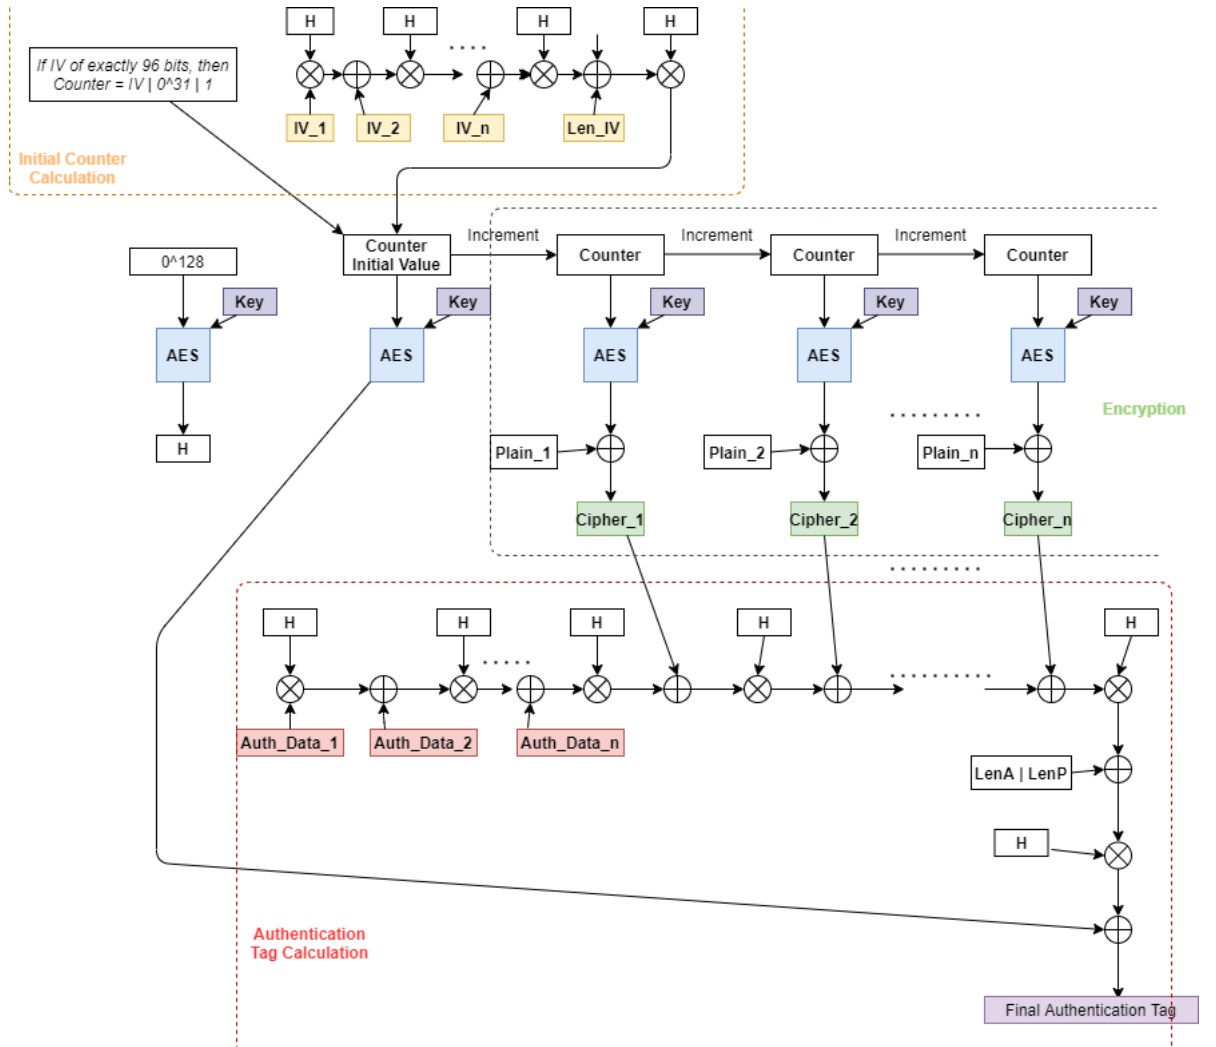 H
H
H
H
If IV of exactly 96 bits, then
Counter = IV | 0^31 | 1
IV_1
IV_2
IV_n
Len_IV
Initial Counter
Calculation
Counter
Initial Value
Increment
Counter
Increment
Counter
Increment
Counter
0^128
Key
Key
Key
Key
Key
AES
AES
AES
AES
AES
Encryption
H
Plain_1
Plain_2
Plain_n
Cipher_1
Cipher_2
Cipher_n
H
H
H
H
H
Auth_Data_1
Auth_Data_2
Auth_Data_n
LenA | LenP
H
Authentication
Tag Calculation
Final Authentication Tag